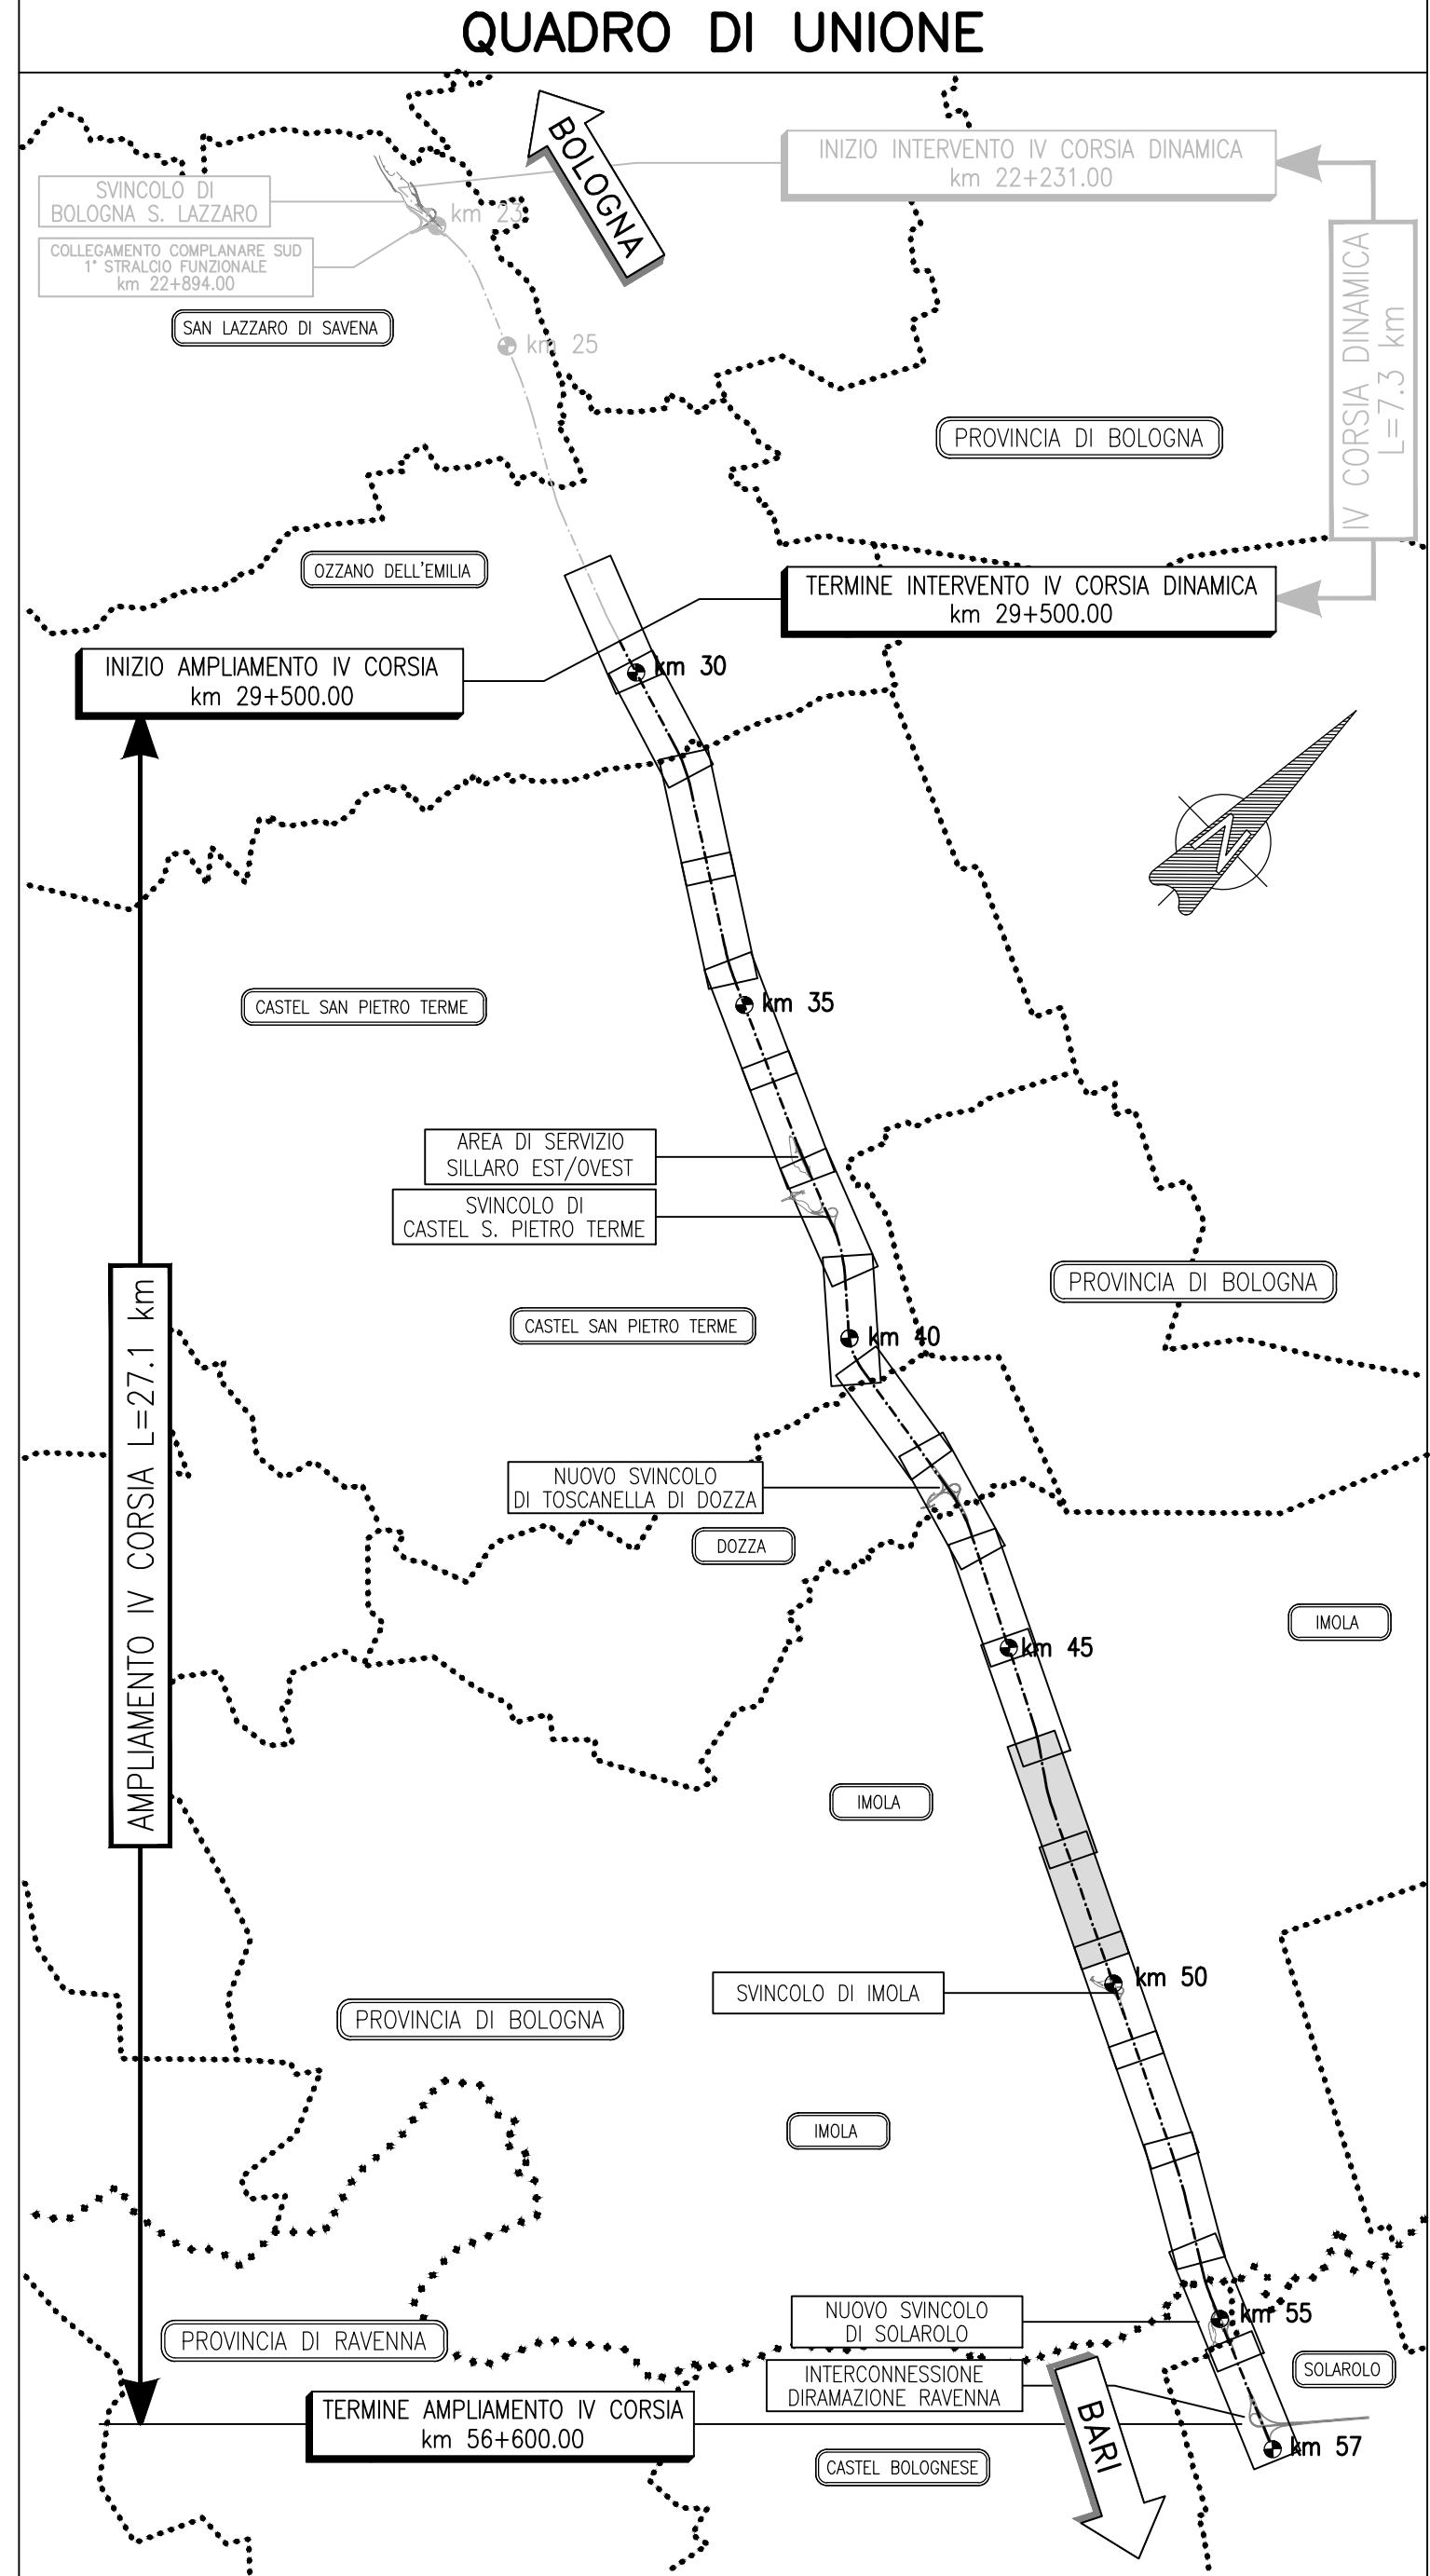 QUADRO DI UNIONE
BOLOGNA
INIZIO INTERVENTO IV CORSIA DINAMICA
km 22+231.00
SVINCOLO DI
BOLOGNA S. LAZZARO
km 23
COLLEGAMENTO COMPLANARE SUD
1° STRALCIO FUNZIONALE
km 22+894.00
IV CORSIA DINAMICA
L=7.3 km
SAN LAZZARO DI SAVENA
km 25
PROVINCIA DI BOLOGNA
OZZANO DELL'EMILIA
TERMINE INTERVENTO IV CORSIA DINAMICA
km 29+500.00
INIZIO AMPLIAMENTO IV CORSIA
km 29+500.00
km 30
N
CASTEL SAN PIETRO TERME
km 35
AREA DI SERVIZIO
SILLARO EST/OVEST
SVINCOLO DI
CASTEL S. PIETRO TERME
PROVINCIA DI BOLOGNA
CASTEL SAN PIETRO TERME
km 40
AMPLIAMENTO IV CORSIA L=27.1 km
NUOVO SVINCOLO
DI TOSCANELLA DI DOZZA
DOZZA
IMOLA
km 45
IMOLA
km 50
SVINCOLO DI IMOLA
PROVINCIA DI BOLOGNA
IMOLA
NUOVO SVINCOLO
DI SOLAROLO
km 55
PROVINCIA DI RAVENNA
INTERCONNESSIONE
DIRAMAZIONE RAVENNA
SOLAROLO
TERMINE AMPLIAMENTO IV CORSIA
km 56+600.00
BARI
km 57
CASTEL BOLOGNESE